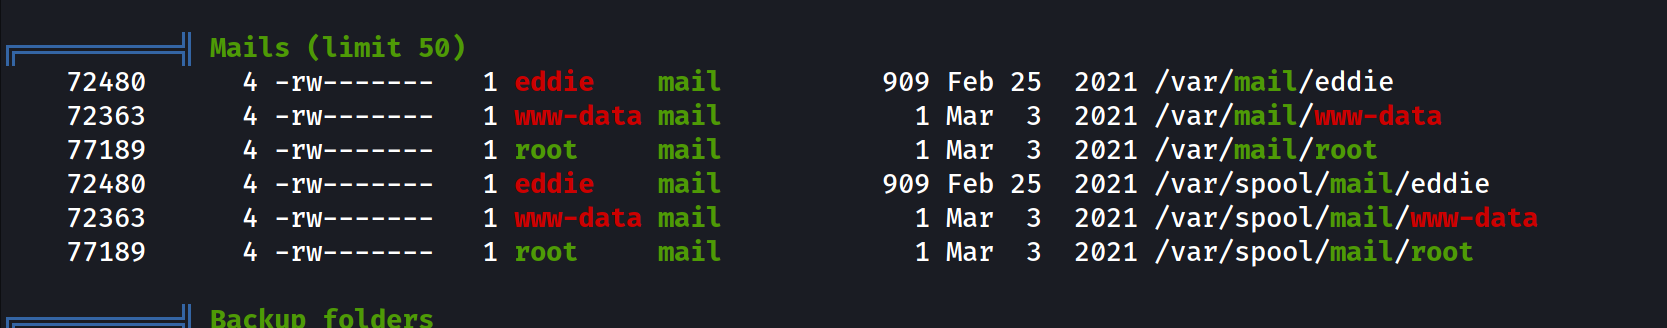 ╔══════════╣ Mails (limit 50)
    72480      4 -rw-------   1 eddie    mail          909 Feb 25  2021 /var/mail/eddie
    72363      4 -rw-------   1 www-data mail            1 Mar  3  2021 /var/mail/www-data
    77189      4 -rw-------   1 root     mail            1 Mar  3  2021 /var/mail/root
    72480      4 -rw-------   1 eddie    mail          909 Feb 25  2021 /var/spool/mail/eddie
    72363      4 -rw-------   1 www-data mail            1 Mar  3  2021 /var/spool/mail/www-data
    77189      4 -rw-------   1 root     mail            1 Mar  3  2021 /var/spool/mail/root
╔══════════╣ Backup folders